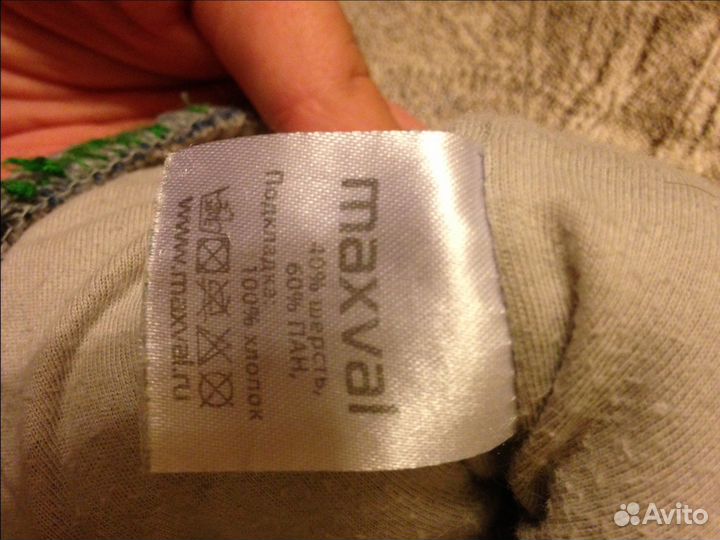 maxval
40% шерсть,
60% ПАН,
Подкладка:
100% хлопок
www.maxval.ru
Avito